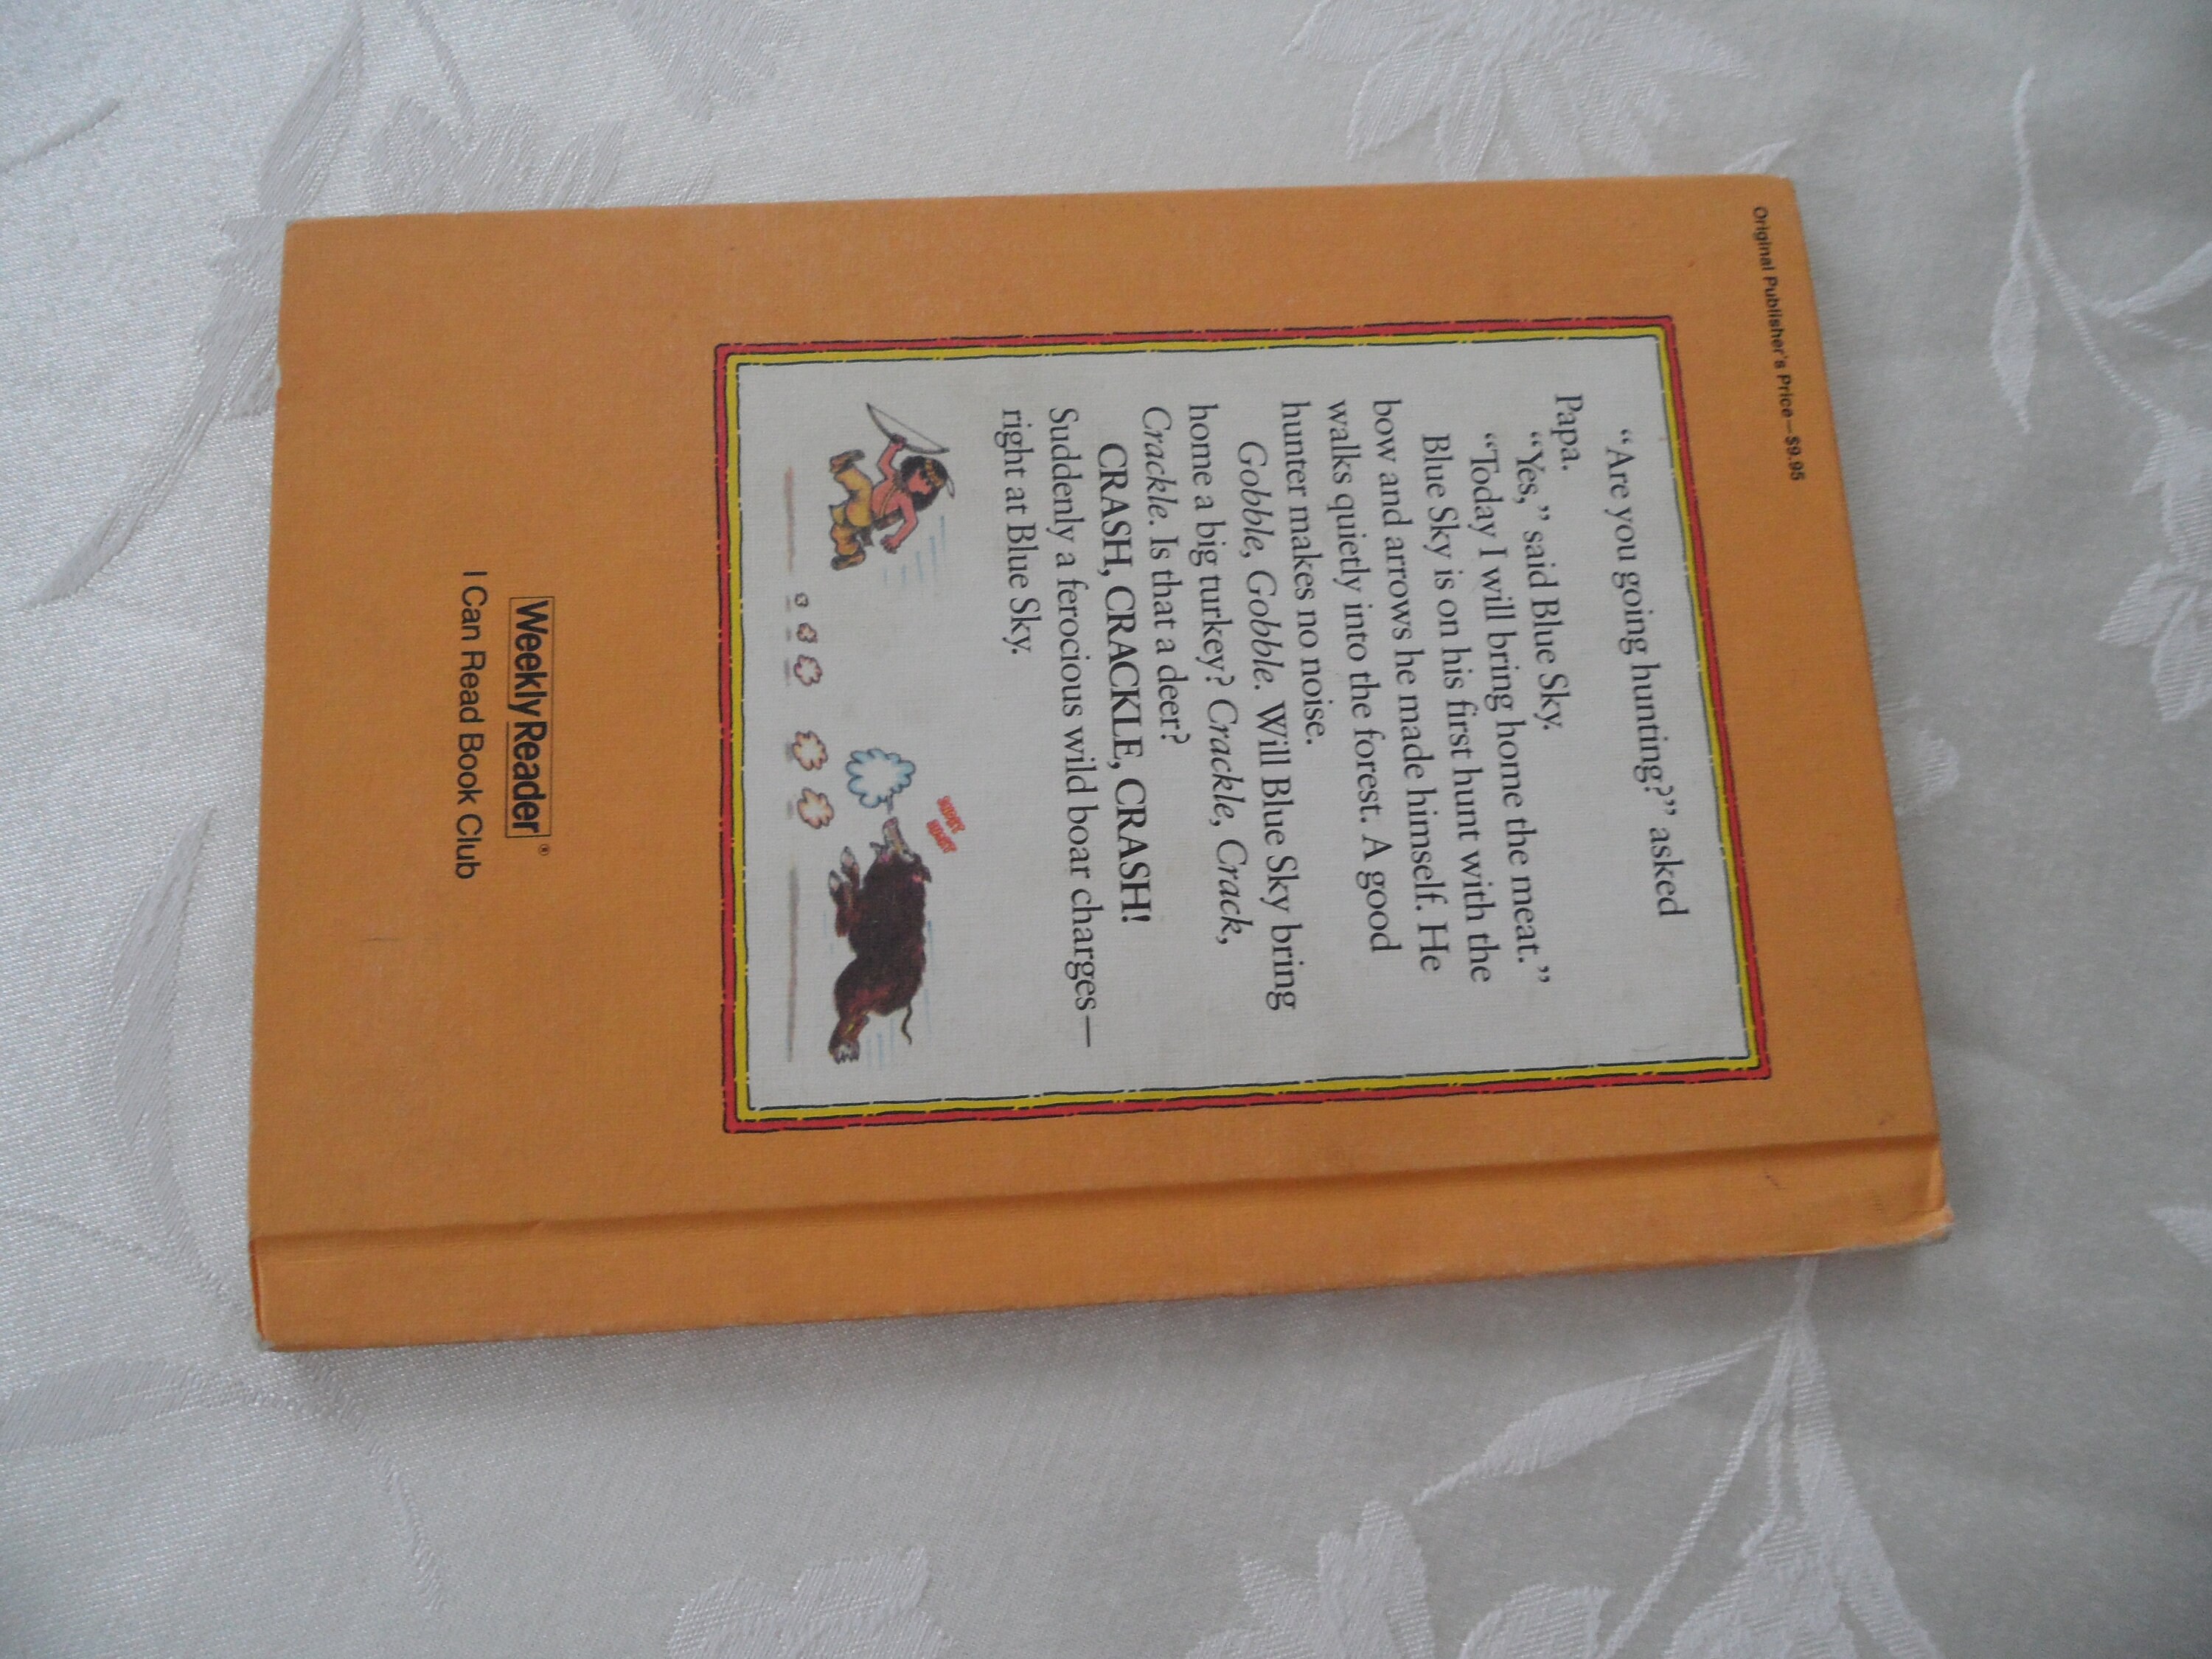 Original Publisher's Price—$9.95
“Are you going hunting?” asked
Papa.
“Yes,” said Blue Sky.
“Today I will bring home the meat.”
Blue Sky is on his first hunt with the
bow and arrows he made himself. He
walks quietly into the forest. A good
hunter makes no noise.
Gobble, Gobble. Will Blue Sky bring
home a big turkey? Crackle, Crack,
Crackle. Is that a deer?
CRASH, CRACKLE, CRASH!
Suddenly a ferocious wild boar charges—
right at Blue Sky.
Weekly Reader®
I Can Read Book Club